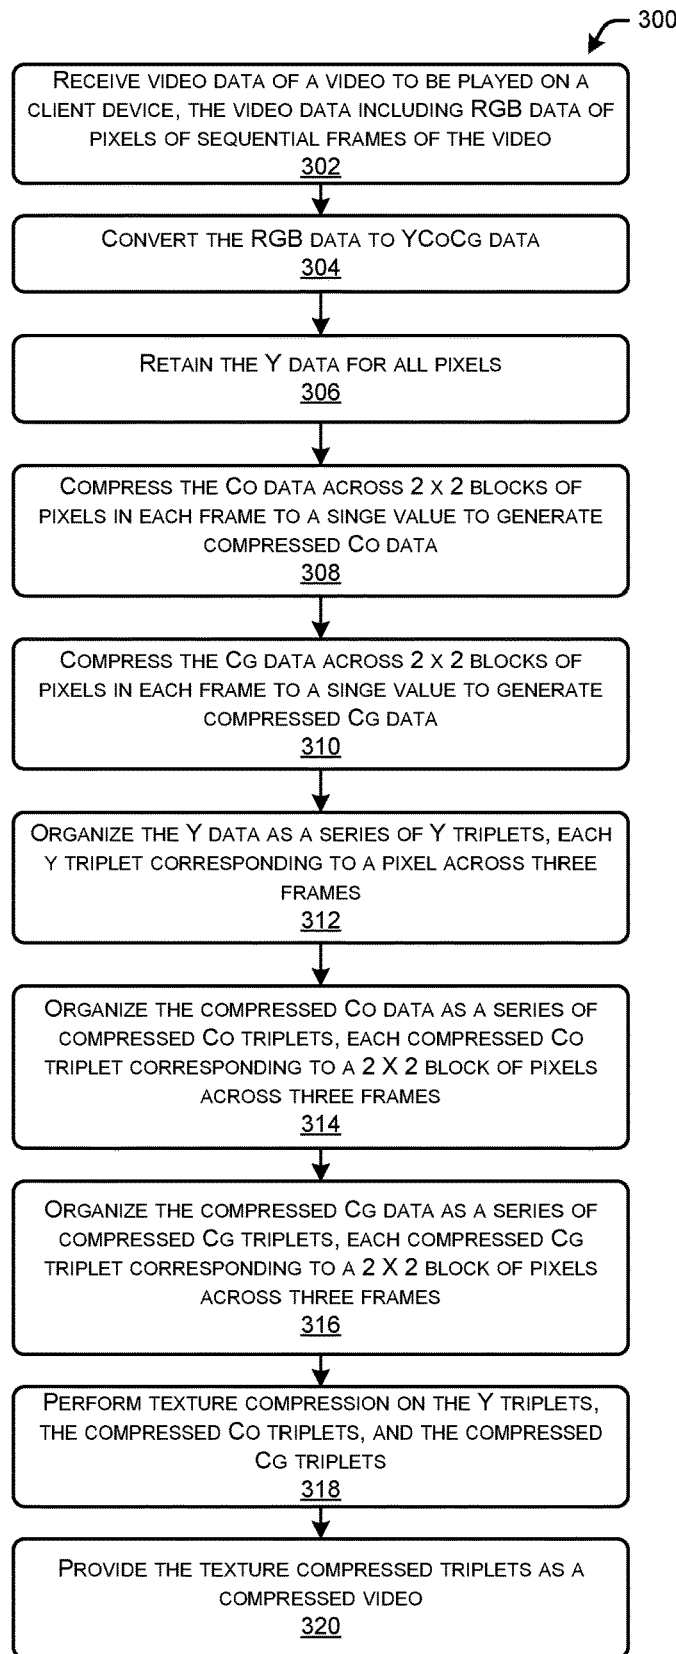 300
RECEIVE VIDEO DATA OF A VIDEO TO BE PLAYED ON A
CLIENT DEVICE, THE VIDEO DATA INCLUDING RGB DATA OF
PIXELS OF SEQUENTIAL FRAMES OF THE VIDEO
302
CONVERT THE RGB DATA TO YCOCG DATA
304
RETAIN THE Y DATA FOR ALL PIXELS
306
COMPRESS THE CO DATA ACROSS 2 X 2 BLOCKS OF
PIXELS IN EACH FRAME TO A SINGE VALUE TO GENERATE
COMPRESSED CO DATA
308
COMPRESS THE CG DATA ACROSS 2 X 2 BLOCKS OF
PIXELS IN EACH FRAME TO A SINGE VALUE TO GENERATE
COMPRESSED CG DATA
310
ORGANIZE THE Y DATA AS A SERIES OF Y TRIPLETS, EACH
Y TRIPLET CORRESPONDING TO A PIXEL ACROSS THREE
FRAMES
312
ORGANIZE THE COMPRESSED CO DATA AS A SERIES OF
COMPRESSED CO TRIPLETS, EACH COMPRESSED CO
TRIPLET CORRESPONDING TO A 2 X 2 BLOCK OF PIXELS
ACROSS THREE FRAMES
314
ORGANIZE THE COMPRESSED CG DATA AS A SERIES OF
COMPRESSED CG TRIPLETS, EACH COMPRESSED CG
TRIPLET CORRESPONDING TO A 2 X 2 BLOCK OF PIXELS
ACROSS THREE FRAMES
316
PERFORM TEXTURE COMPRESSION ON THE Y TRIPLETS,
THE COMPRESSED CO TRIPLETS, AND THE COMPRESSED
CG TRIPLETS
318
PROVIDE THE TEXTURE COMPRESSED TRIPLETS AS A
COMPRESSED VIDEO
320